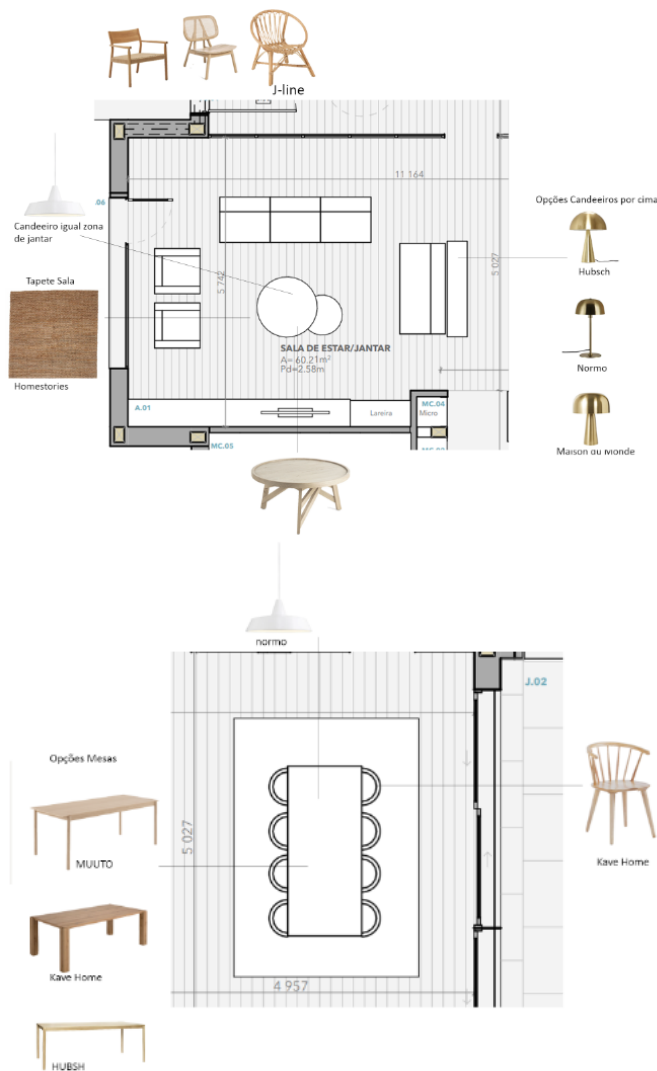 J-line
11 164
.06
Candeeiro igual zona
de jantar
Opções Candeeiros por cima
Hubsch
5 742
5 027
Tapete Sala
Homestories
Normo
SALA DE ESTAR/JANTAR
A= 60.21m²
Pd=2.58m
A.01
Lareira
MC.04
Micro
MC.05
Maison du Monde
normo
J.02
Opções Mesas
MUUTO
5 027
Kave Home
Kave Home
4 957
HUBSH